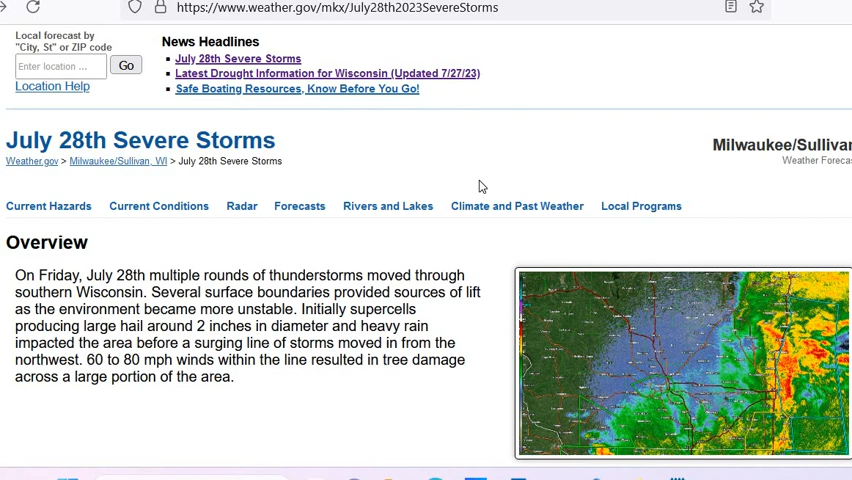 https://www.weather.gov/mkx/July28th2023SevereStorms
Local forecast by
"City, St" or ZIP code
Enter location ...
Go
Location Help
News Headlines
July 28th Severe Storms
Latest Drought Information for Wisconsin (Updated 7/27/23)
Safe Boating Resources, Know Before You Go!
July 28th Severe Storms
Weather.gov > Milwaukee/Sullivan, WI > July 28th Severe Storms
Milwaukee/Sullivan
Weather Forecas
Current Hazards
Current Conditions
Radar
Forecasts
Rivers and Lakes
Climate and Past Weather
Local Programs
Overview
On Friday, July 28th multiple rounds of thunderstorms moved through
southern Wisconsin. Several surface boundaries provided sources of lift
as the environment became more unstable. Initially supercells
producing large hail around 2 inches in diameter and heavy rain
impacted the area before a surging line of storms moved in from the
northwest. 60 to 80 mph winds within the line resulted in tree damage
across a large portion of the area.